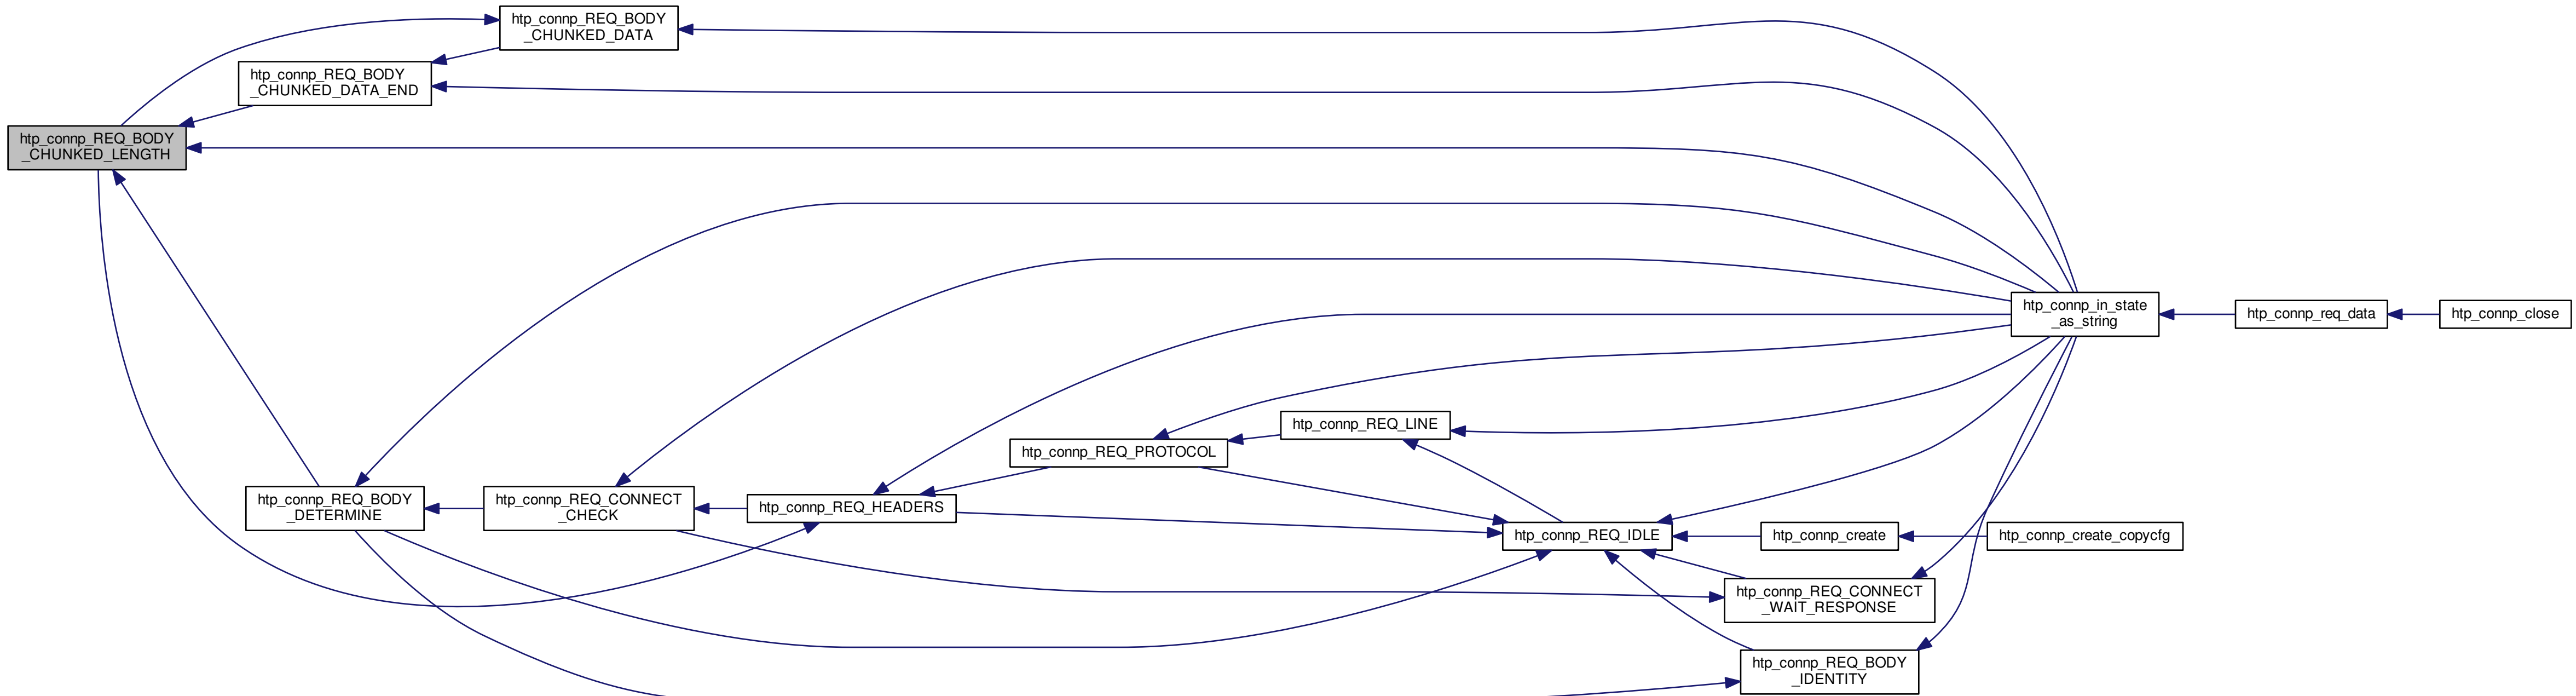 htp_connp_REQ_BODY
_CHUNKED_DATA
htp_connp_REQ_BODY
_CHUNKED_DATA_END
htp_connp_REQ_BODY
_CHUNKED_LENGTH
htp_connp_in_state
_as_string
htp_connp_req_data
htp_connp_close
htp_connp_REQ_LINE
htp_connp_REQ_PROTOCOL
htp_connp_REQ_BODY
_DETERMINE
htp_connp_REQ_CONNECT
_CHECK
htp_connp_REQ_HEADERS
htp_connp_REQ_IDLE
htp_connp_create
htp_connp_create_copycfg
htp_connp_REQ_CONNECT
_WAIT_RESPONSE
htp_connp_REQ_BODY
_IDENTITY